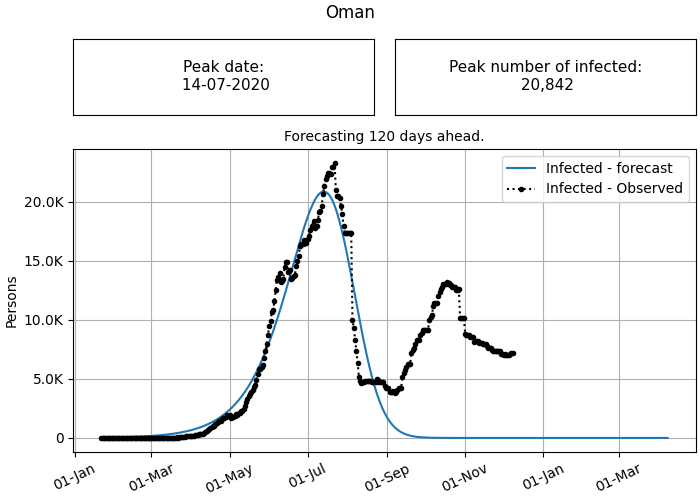 Oman
Peak date:
14-07-2020
Peak number of infected:
20,842
Forecasting 120 days ahead.
Infected - forecast
Infected - Observed
Persons
20.0K
15.0K
10.0K
5.0K
0
01-Jan
01-Mar
01-May
01-Jul
01-Sep
01-Nov
01-Jan
01-Mar